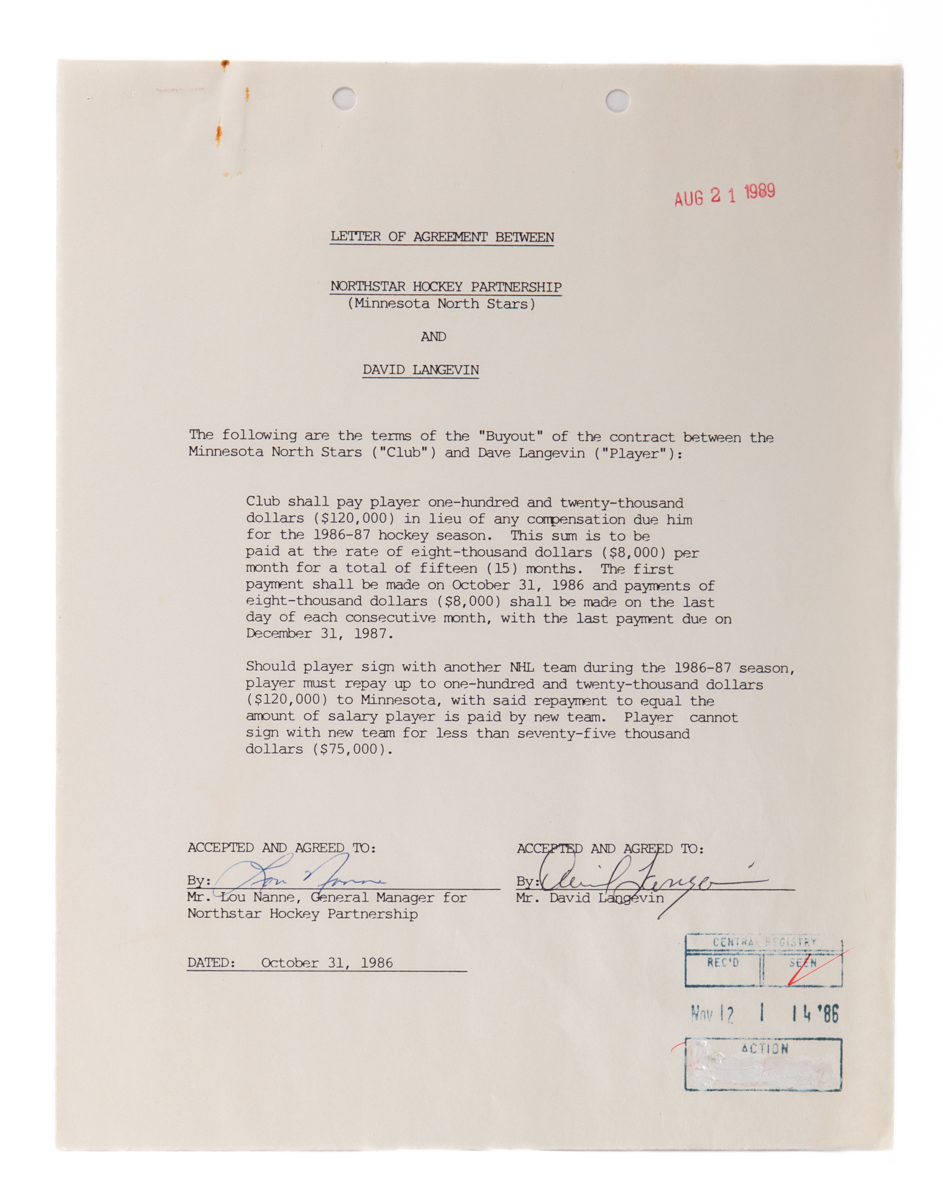 AUG 21 1989
LETTER OF AGREEMENT BETWEEN
NORTHSTAR HOCKEY PARTNERSHIP
(Minnesota North Stars)
AND
DAVID LANGEVIN
The following are the terms of the "Buyout" of the contract between the
Minnesota North Stars ("Club") and Dave Langevin ("Player"):
Club shall pay player one-hundred and twenty-thousand
dollars ($120,000) in lieu of any compensation due him
for the 1986-87 hockey season. This sum is to be
paid at the rate of eight-thousand dollars ($8,000) per
month for a total of fifteen (15) months. The first
payment shall be made on October 31, 1986 and payments of
eight-thousand dollars ($8,000) shall be made on the last
day of each consecutive month, with the last payment due on
December 31, 1987.
Should player sign with another NHL team during the 1986-87 season,
player must repay up to one-hundred and twenty-thousand dollars
($120,000) to Minnesota, with said repayment to equal the
amount of salary player is paid by new team. Player cannot
sign with new team for less than seventy-five thousand
dollars ($75,000).
ACCEPTED AND AGREED TO: ACCEPTED AND AGREED TO:
By: Lou Nanne By: David Langevin
Mr. Lou Nanne, General Manager for Mr. David Langevin
Northstar Hockey Partnership
DATED: October 31, 1986
CENTRAL REGISTRY
REC'D SEEN
Nov 12 1 14 '86
ACTION